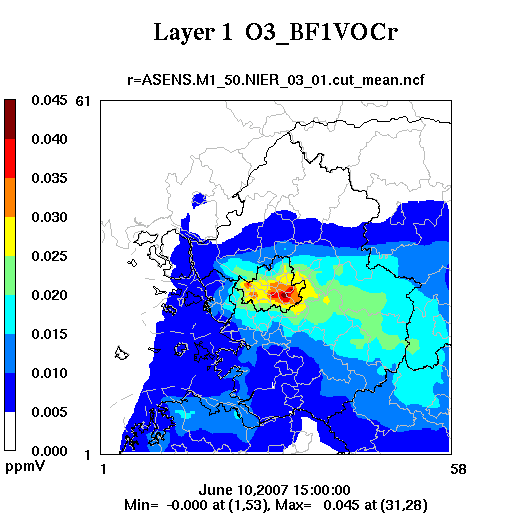 Layer 1 O3_BF1VOCr
r=ASENS.M1_50.NIER_03_01.cut_mean.ncf
0.045
0.040
0.035
0.030
0.025
0.020
0.015
0.010
0.005
0.000
ppmV
61
1
1 58
June 10,2007 15:00:00
Min= -0.000 at (1,53), Max= 0.045 at (31,28)